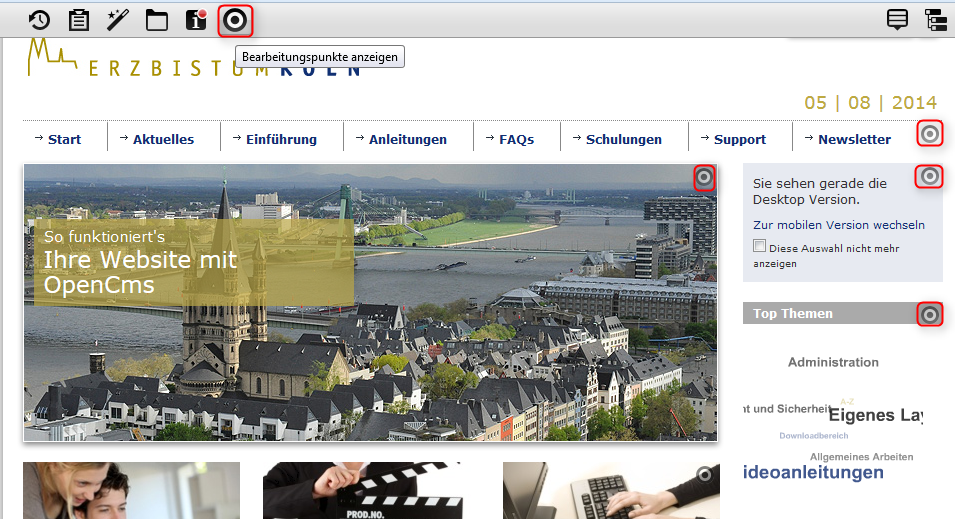 Bearbeitungspunkte anzeigen
ERZBISTUM KÖLN
05 | 08 | 2014
Start
Aktuelles
Einführung
Anleitungen
FAQs
Schulungen
Support
Newsletter
So funktioniert's
Ihre Website mit
OpenCms
Sie sehen gerade die
Desktop Version.
Zur mobilen Version wechseln
Diese Auswahl nicht mehr
anzeigen
Top Themen
Administration
A-Z
nt und Sicherheit
Eigenes Lay
Downloadbereich
Allgemeines Arbeiten
ideoanleitungen
PROD.NO.